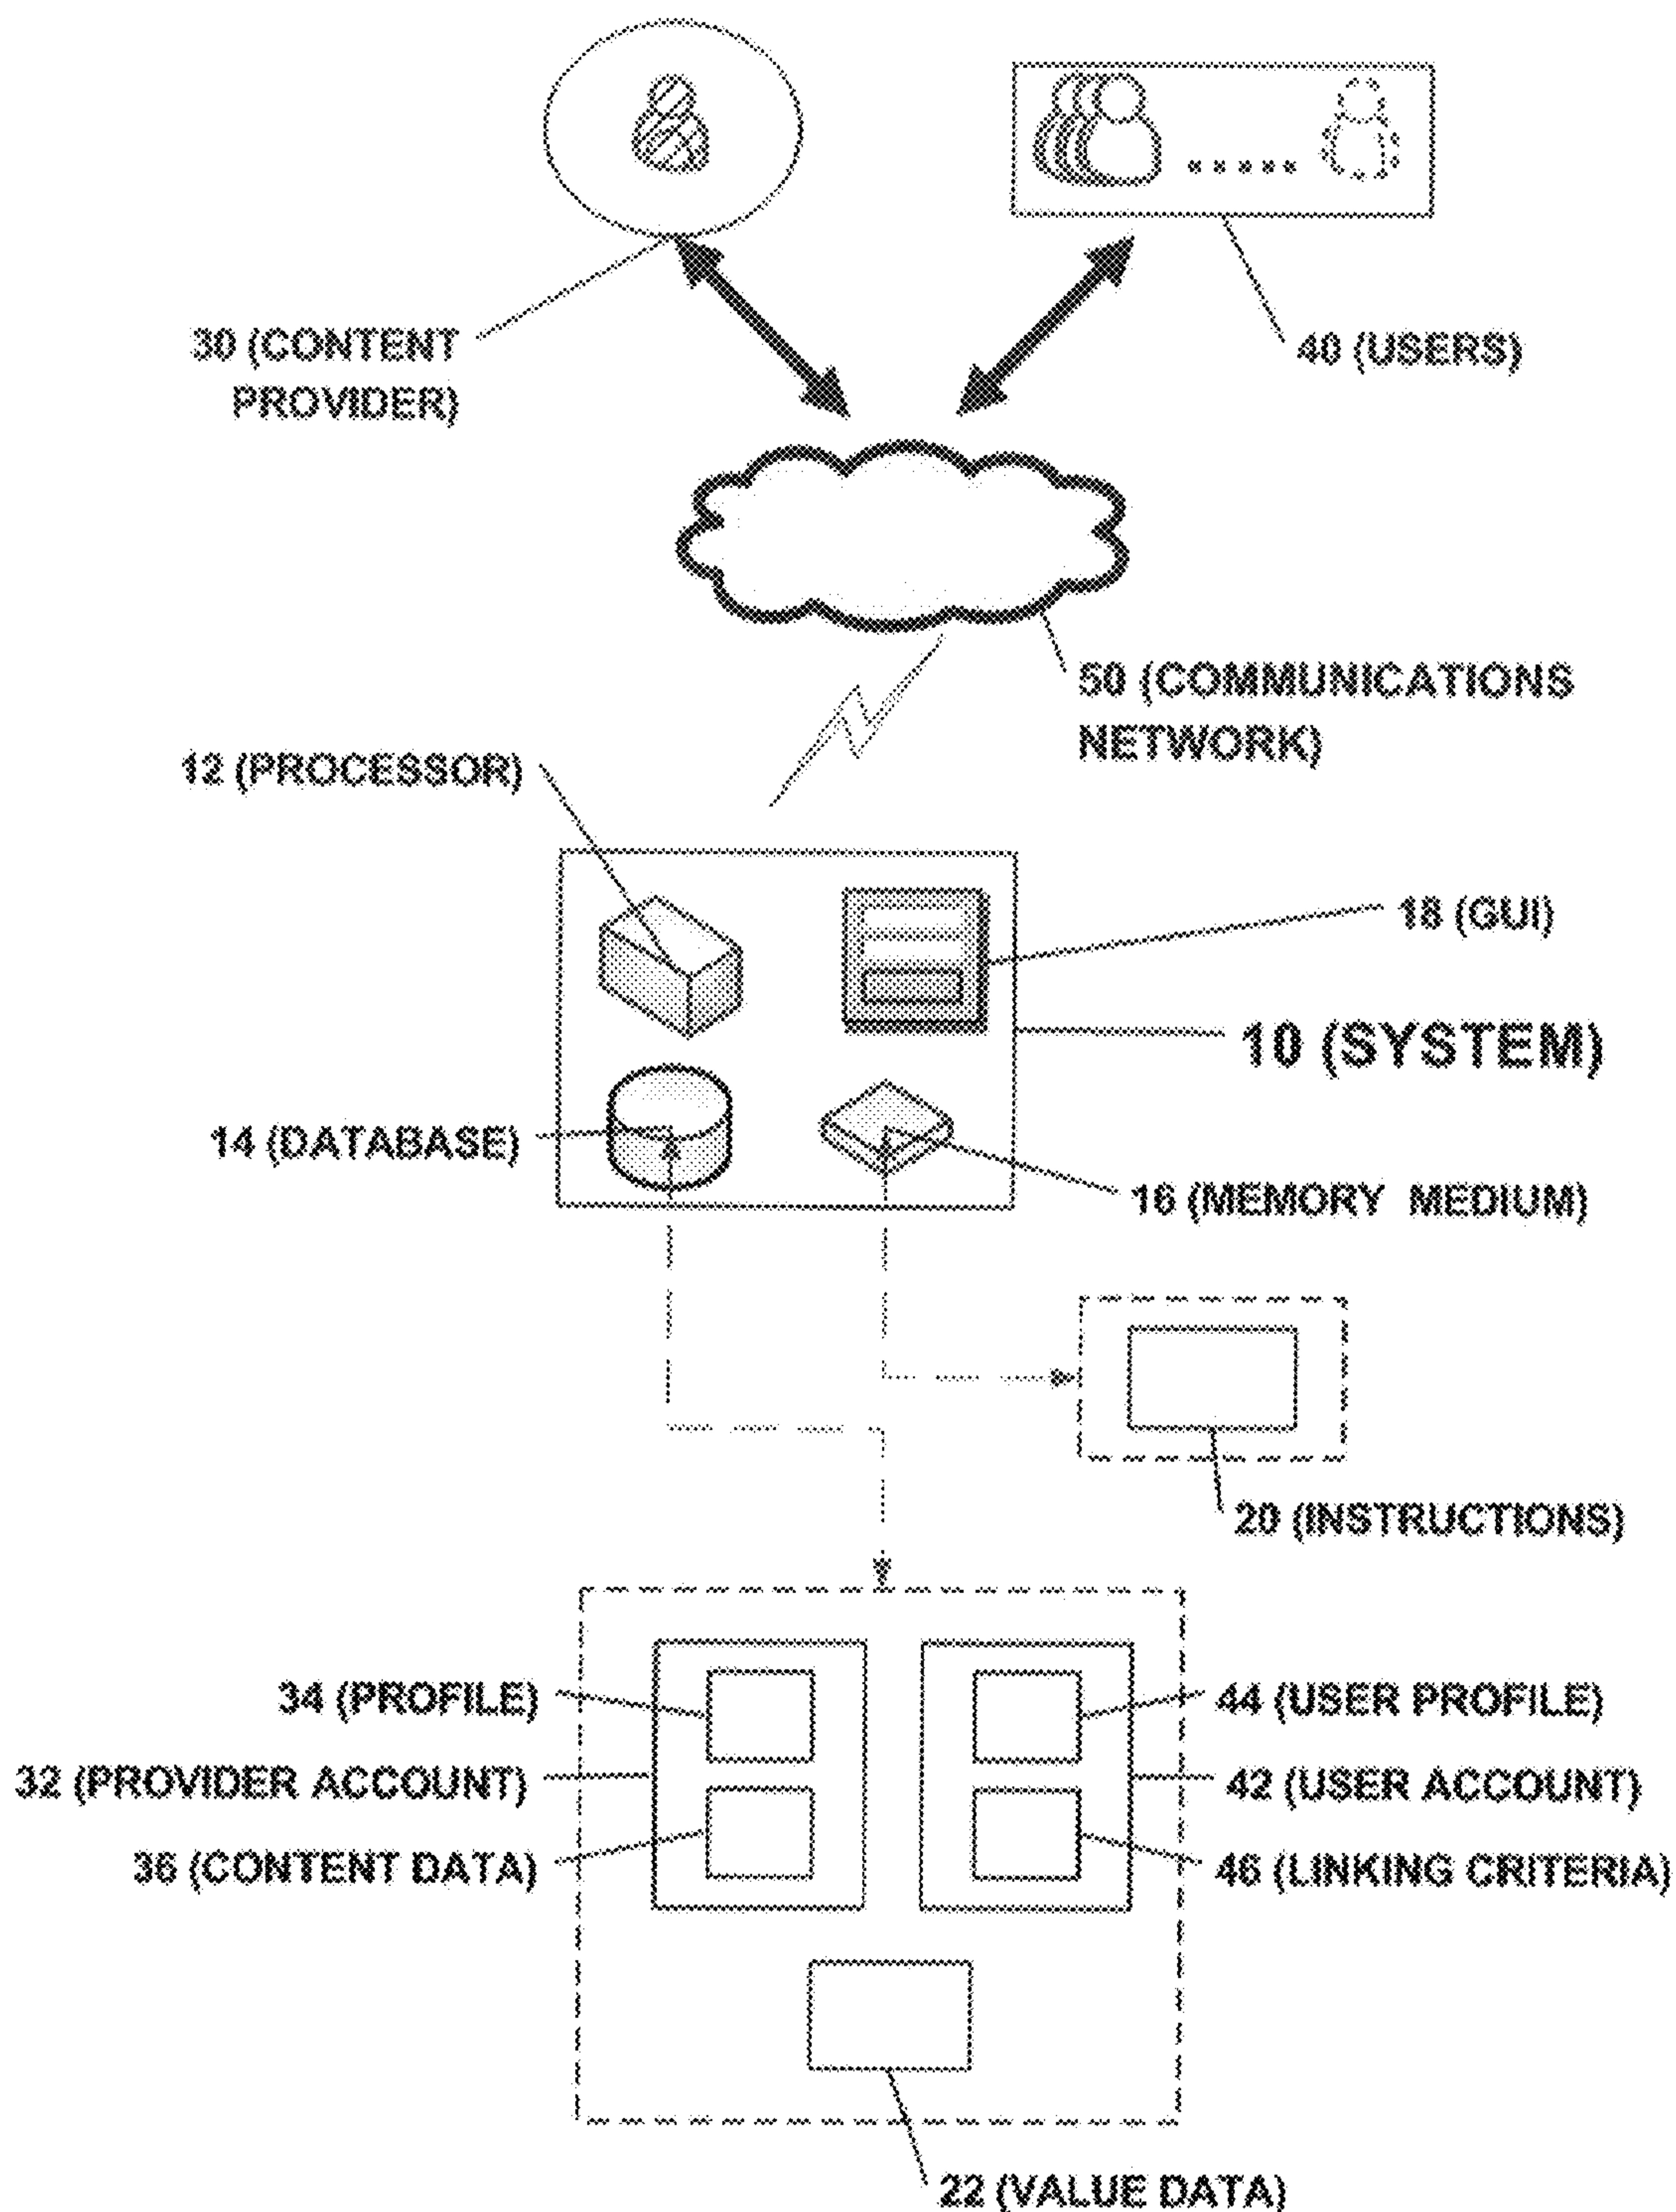 30 (CONTENT
PROVIDER)
40 (USERS)
50 (COMMUNICATIONS
NETWORK)
12 (PROCESSOR)
18 (GUI)
10 (SYSTEM)
14 (DATABASE)
16 (MEMORY MEDIUM)
20 (INSTRUCTIONS)
34 (PROFILE)
44 (USER PROFILE)
32 (PROVIDER ACCOUNT)
42 (USER ACCOUNT)
36 (CONTENT DATA)
46 (LINKING CRITERIA)
22 (VALUE DATA)